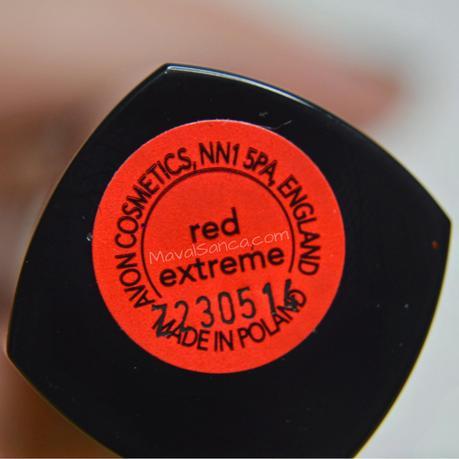 AVON COSMETICS, NN1 5PA, ENGLAND
red
MavalSanca.com
extreme
MADE IN POLAND